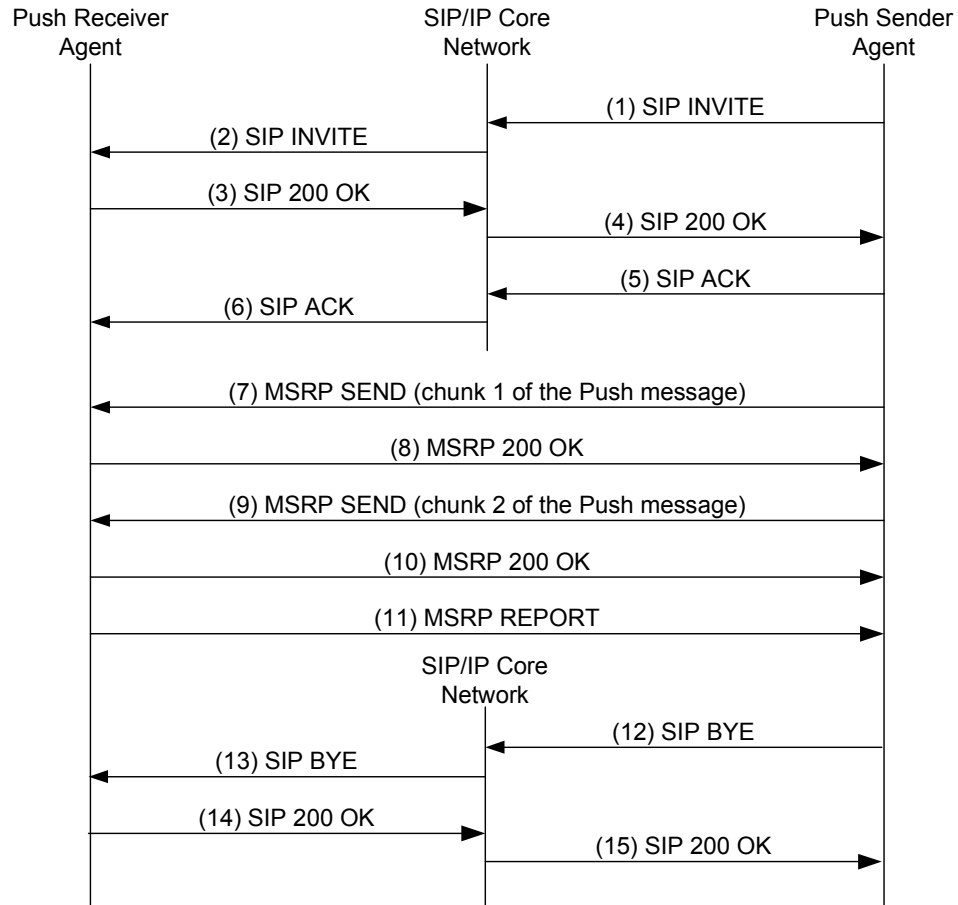 Push Receiver
Agent
SIP/IP Core
Network
Push Sender
Agent
(1) SIP INVITE
(2) SIP INVITE
(3) SIP 200 OK
(4) SIP 200 OK
(5) SIP ACK
(6) SIP ACK
(7) MSRP SEND (chunk 1 of the Push message)
(8) MSRP 200 OK
(9) MSRP SEND (chunk 2 of the Push message)
(10) MSRP 200 OK
(11) MSRP REPORT
SIP/IP Core
Network
(12) SIP BYE
(13) SIP BYE
(14) SIP 200 OK
(15) SIP 200 OK